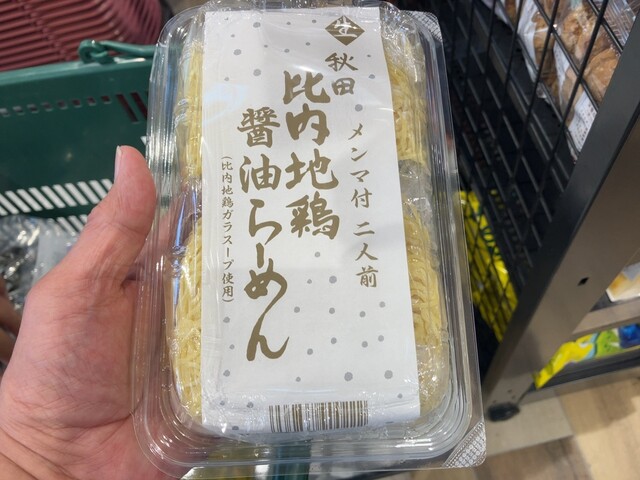 秋田
比内地鶏
醤油らーめん
(比内地鶏ガラスープ使用)
メンマ付 二人前